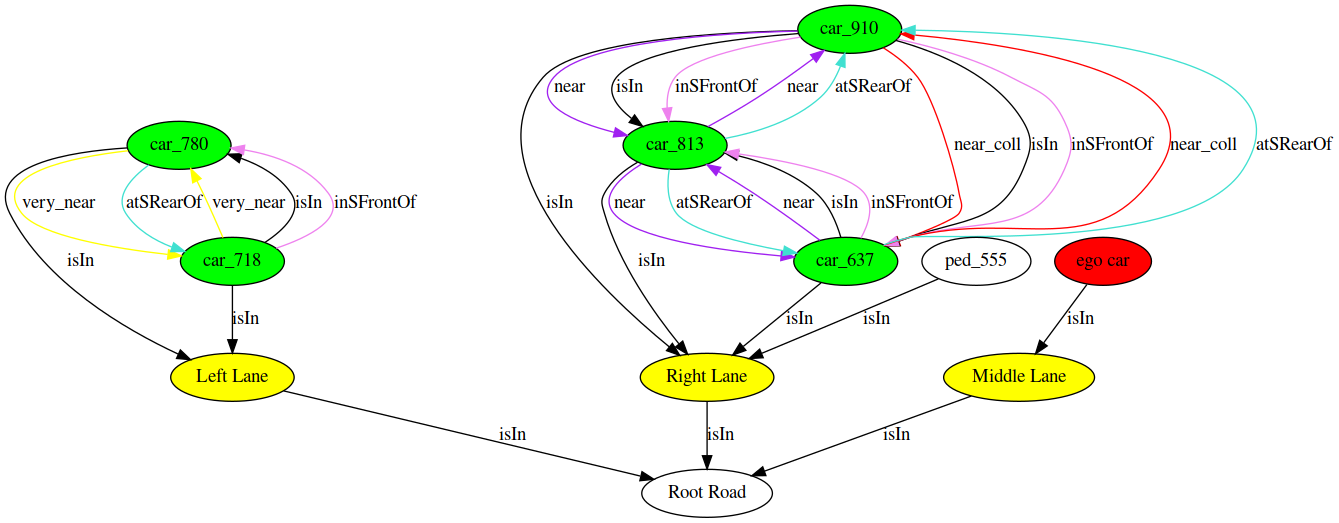 car_910
near
isIn
inSFrontOf
near
atSRearOf
car_780
car_813
near_coll
isIn
inSFrontOf
near_coll
atSRearOf
very_near
atSRearOf
very_near
isIn
inSFrontOf
isIn
near
atSRearOf
near
isIn
inSFrontOf
isIn
car_718
isIn
car_637
ped_555
ego car
isIn
isIn
isIn
isIn
Left Lane
Right Lane
Middle Lane
isIn
isIn
isIn
Root Road